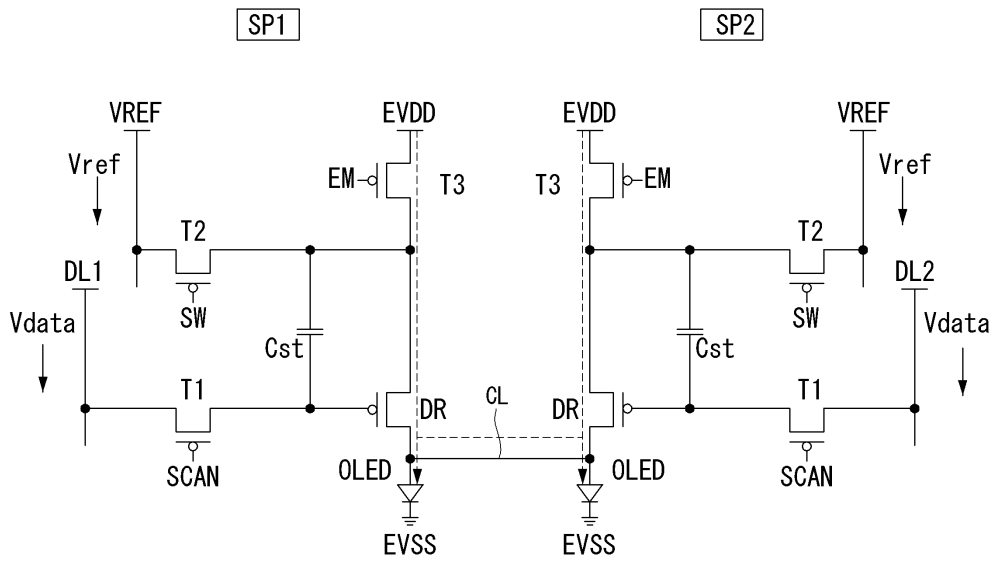 SP1 SP2
VREF EVDD EVDD VREF
Vref EM T3 T3 EM Vref
T2 T2
DL1 DL2
SW SW
Vdata Cst Cst Vdata
T1 DR CL DR T1
SCAN OLED OLED SCAN
EVSS EVSS